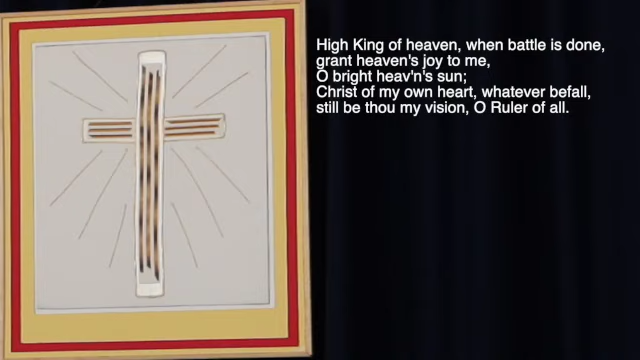 High King of heaven, when battle is done,
grant heaven's joy to me,
O bright heav'n's sun;
Christ of my own heart, whatever befall,
still be thou my vision, O Ruler of all.